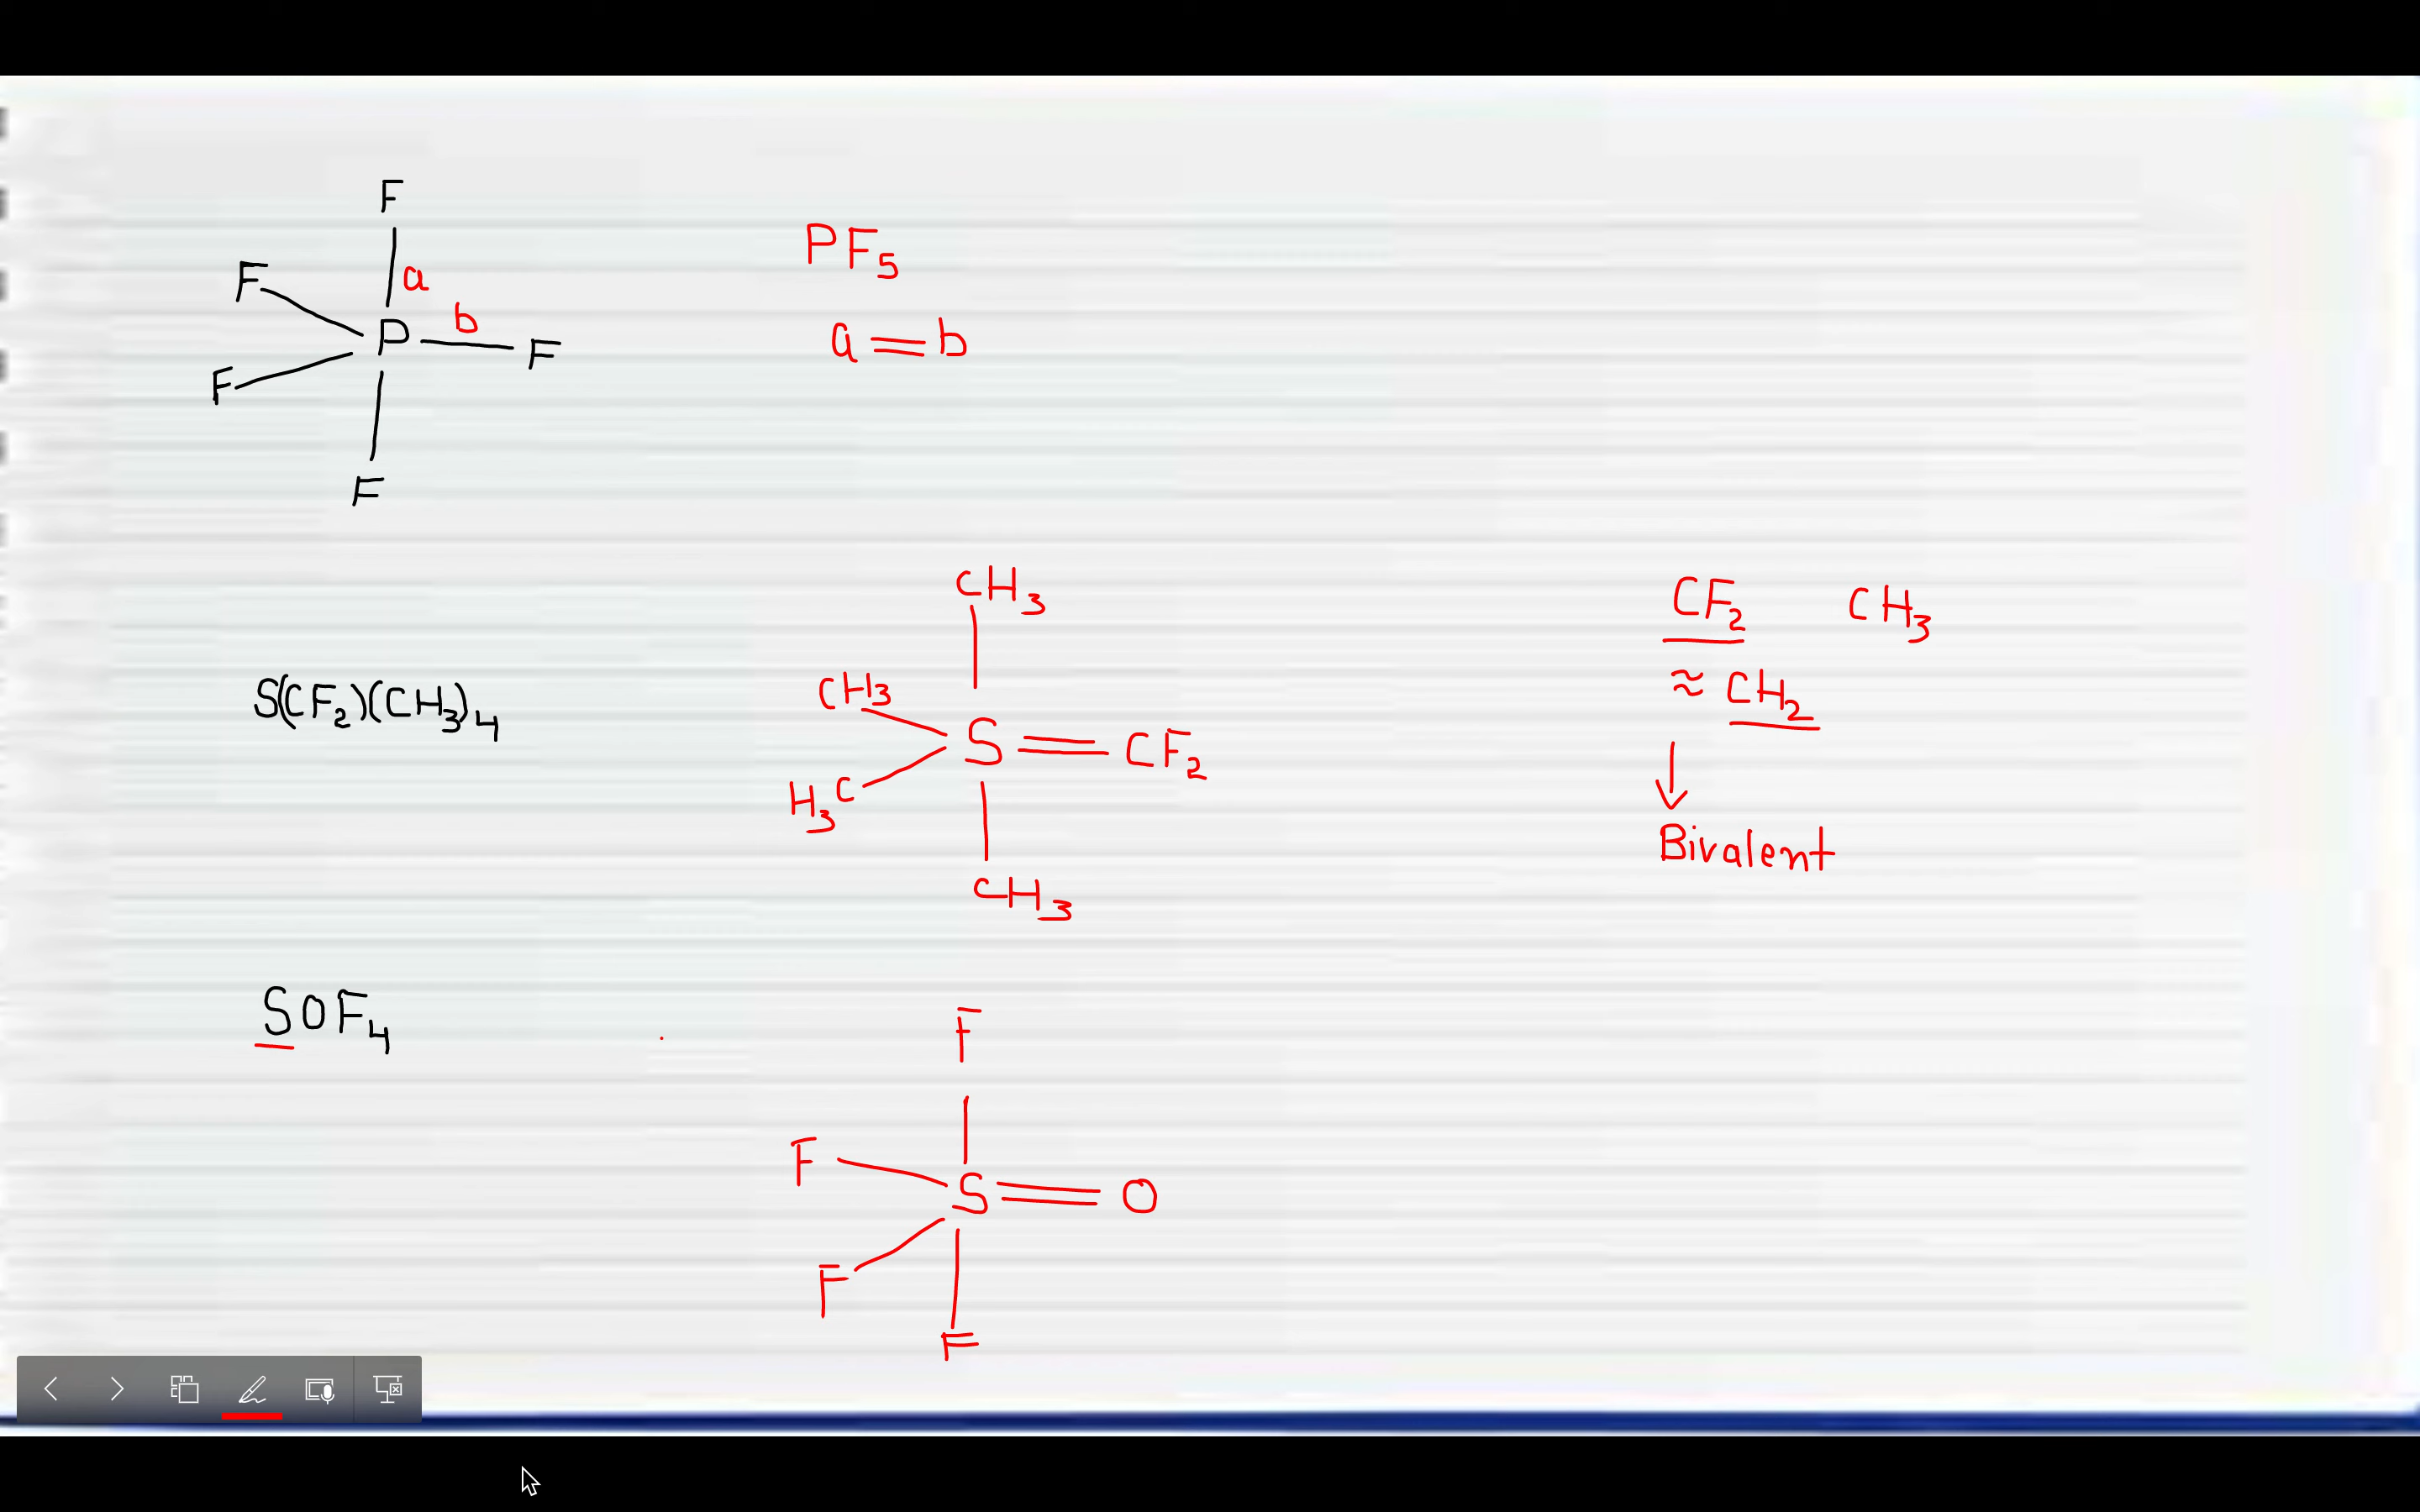 F
F
a
b
P
F
F
F
PF₅
a = b
S(CF₂)(CH₃)₄
CH₃
CH₃
S
CF₂
H₃C
CH₃
CF₂ CH₃
≈ CH₂
↓
Bivalent
SOF₄
F
F
S
O
F
F